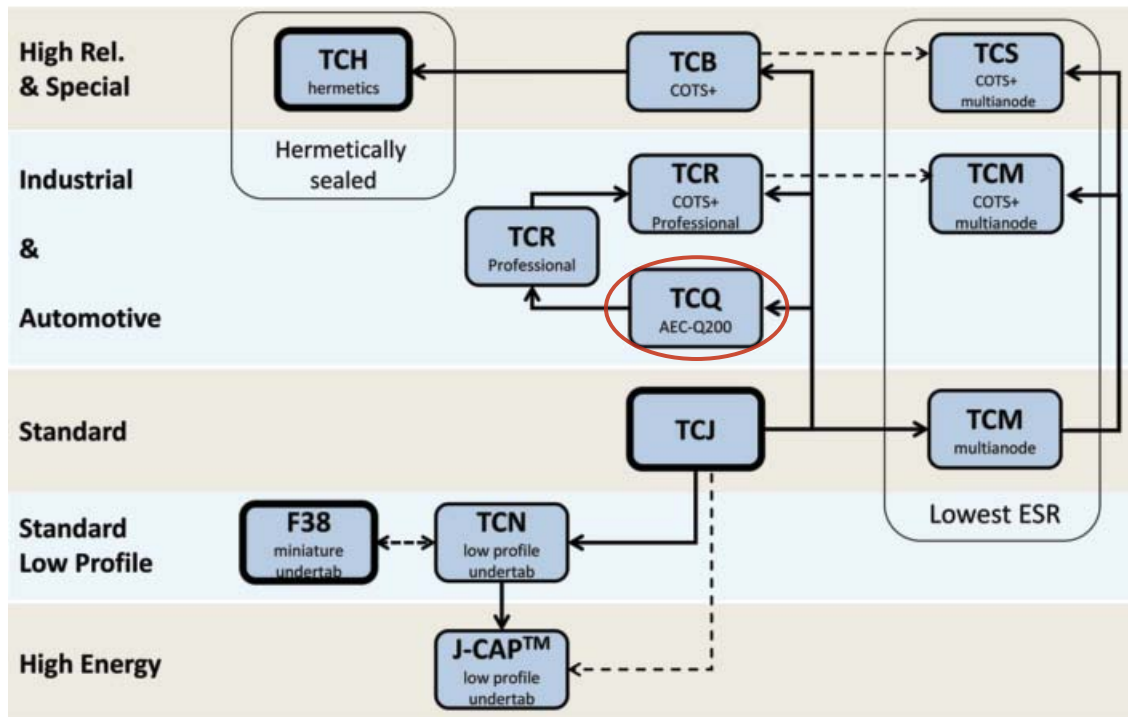 High Rel.
& Special
TCH
hermetics
TCB
COTS+
TCS
COTS+
multianode
Hermetically
sealed
Industrial
&
Automotive
TCR
COTS+
Professional
TCM
COTS+
multianode
TCR
Professional
TCQ
AEC-Q200
Standard
TCJ
TCM
multianode
Lowest ESR
Standard
Low Profile
F38
miniature
undertab
TCN
low profile
undertab
High Energy
J-CAP™
low profile
undertab